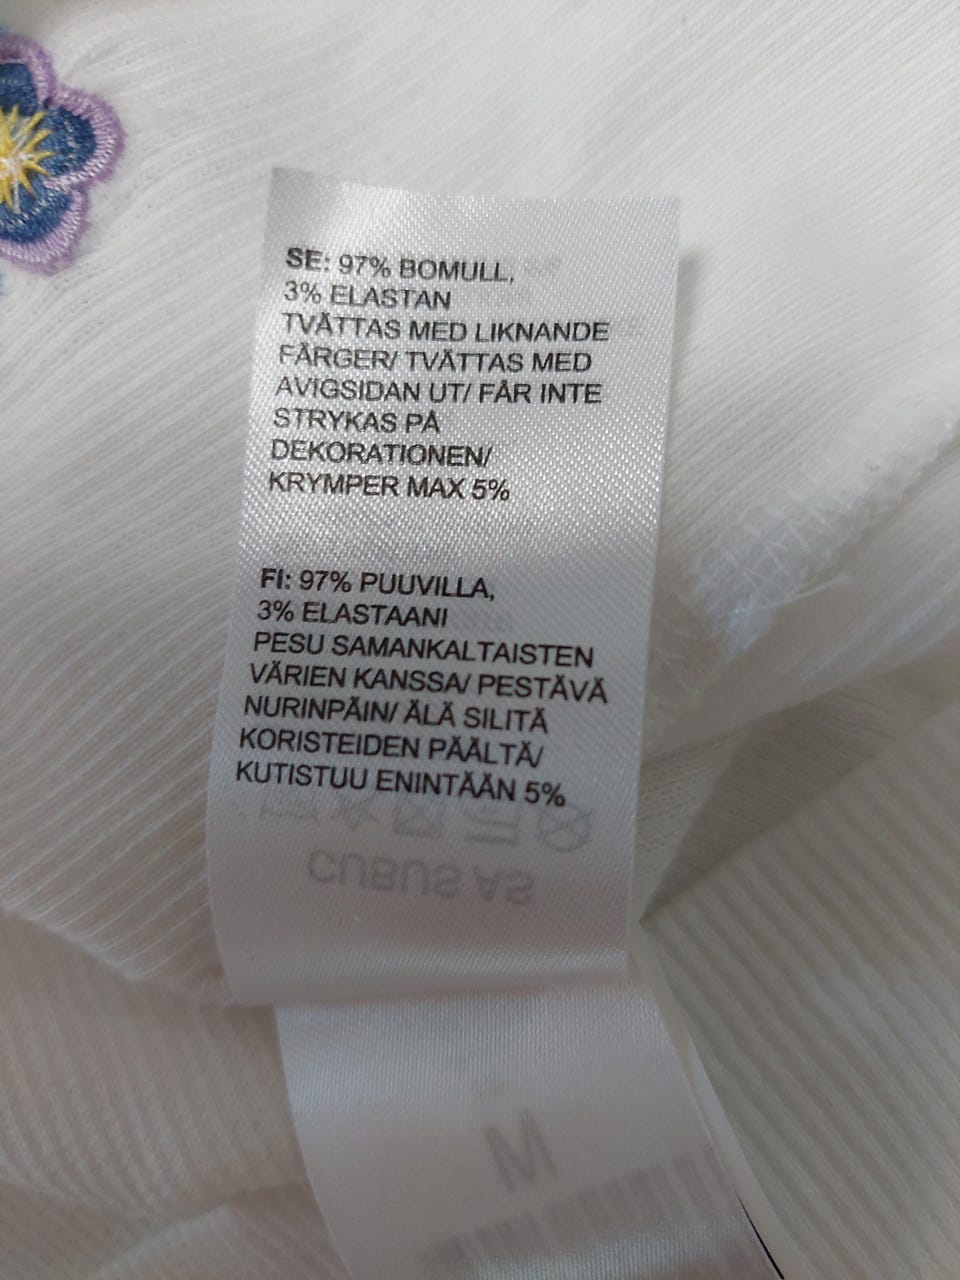 SE: 97% BOMULL,
3% ELASTAN
TVÄTTAS MED LIKNANDE
FÄRGER/ TVÄTTAS MED
AVIGSIDAN UT/ FÅR INTE
STRYKAS PÅ
DEKORATIONEN/
KRYMPER MAX 5%
FI: 97% PUUVILLA,
3% ELASTAANI
PESU SAMANKALTAISTEN
VÄRIEN KANSSA/ PESTÄVÄ
NURINPÄIN/ ÄLÄ SILITÄ
KORISTEIDEN PÄÄLTÄ/
KUTISTUU ENINTÄÄN 5%
CUBUS AS
M